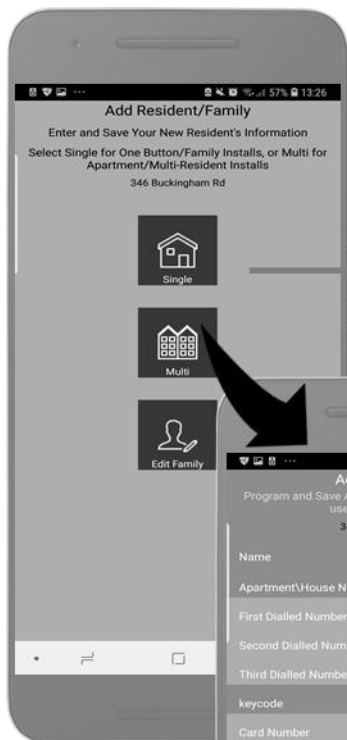 57% 13:26
Add Resident/Family
Enter and Save Your New Resident's Information
Select Single for One Button/Family Installs, or Multi for
Apartment/Multi-Resident Installs
346 Buckingham Rd
Single
Multi
Edit Family
Program and Save
Name
Apartment\House N
First Dialled Number
Second Dialled Num
Third Dialled Numbe
keycode
Card Number